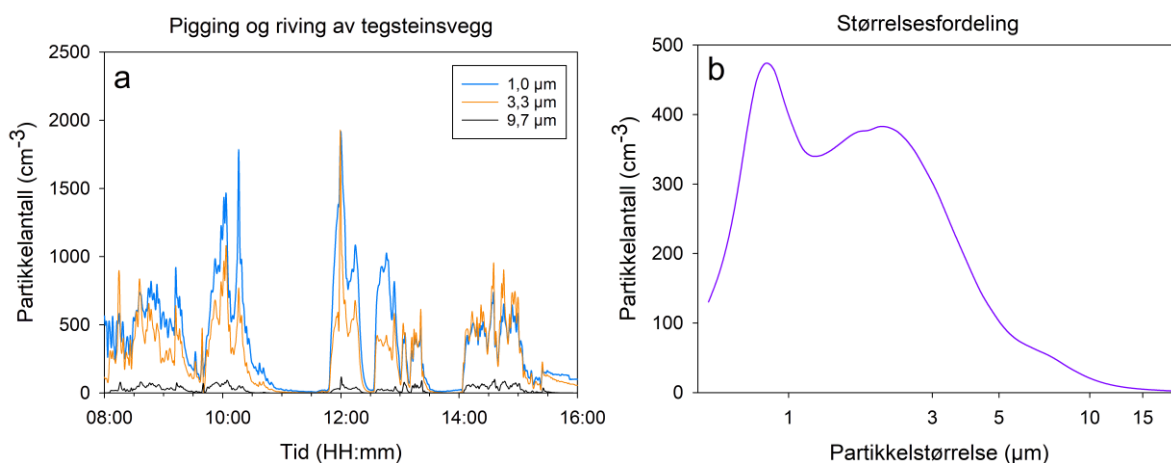 Pigging og riving av tegsteinsvegg
a
1,0 µm
3,3 µm
9,7 µm
Partikkelantall (cm-3)
2500
2000
1500
1000
500
0
08:00 10:00 12:00 14:00 16:00
Tid (HH:mm)
Størrelsesfordeling
b
Partikkelantall (cm-3)
500
400
300
200
100
0
1 3 5 10 15
Partikkelstørrelse (µm)